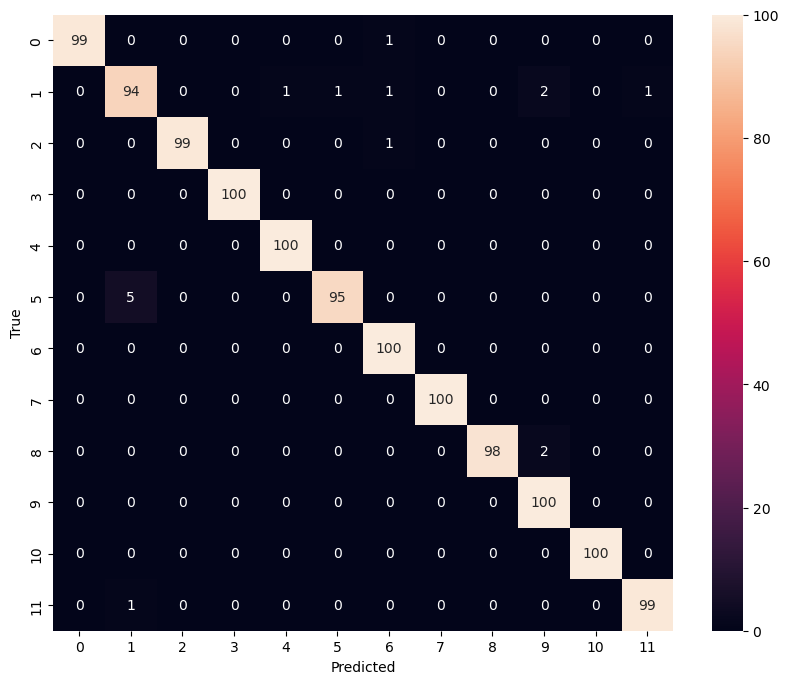 0 99 0 0 0 0 0 1 0 0 0 0 0
1 0 94 0 0 1 1 1 0 0 2 0 1
2 0 0 99 0 0 0 1 0 0 0 0 0
3 0 0 0 100 0 0 0 0 0 0 0 0
4 0 0 0 0 100 0 0 0 0 0 0 0
5 0 5 0 0 0 95 0 0 0 0 0 0
6 0 0 0 0 0 0 100 0 0 0 0 0
7 0 0 0 0 0 0 0 100 0 0 0 0
8 0 0 0 0 0 0 0 0 98 2 0 0
9 0 0 0 0 0 0 0 0 0 100 0 0
10 0 0 0 0 0 0 0 0 0 0 100 0
11 0 1 0 0 0 0 0 0 0 0 0 99
0 1 2 3 4 5 6 7 8 9 10 11
Predicted
True
100
80
60
40
20
0